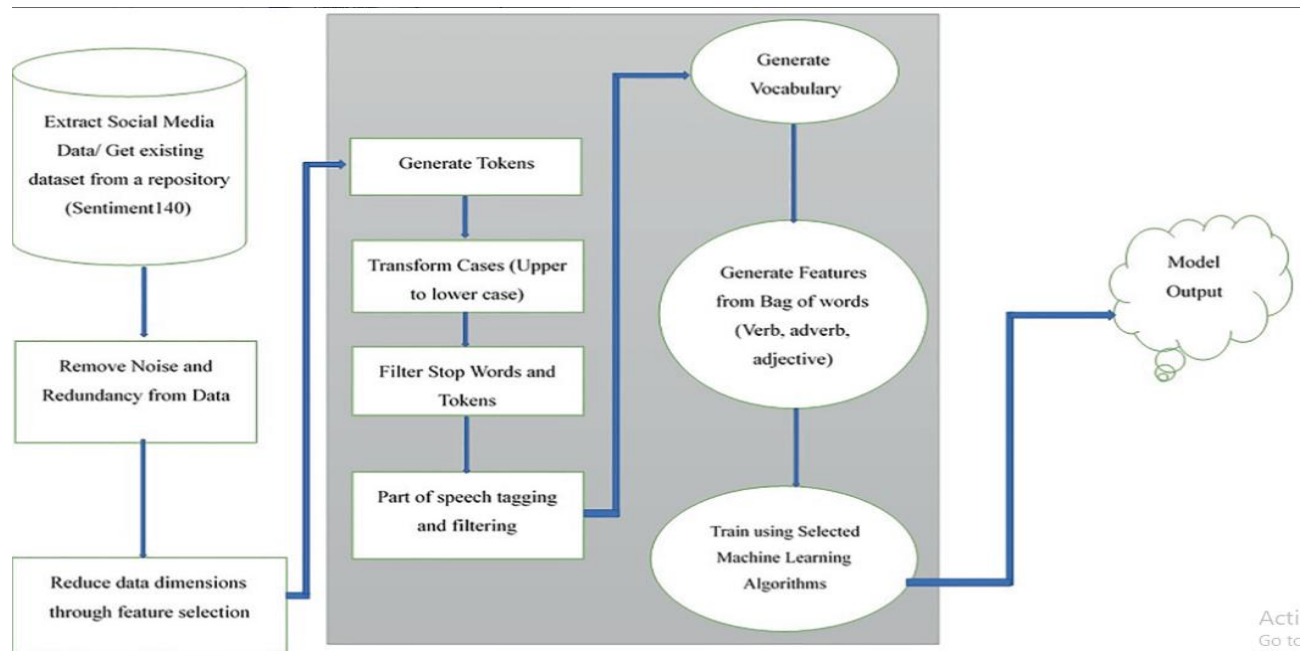 Extract Social Media
Data/ Get existing
dataset from a repository
(Sentiment140)
Remove Noise and
Redundancy from Data
Reduce data dimensions
through feature selection
Generate Tokens
Transform Cases (Upper
to lower case)
Filter Stop Words and
Tokens
Part of speech tagging
and filtering
Generate
Vocabulary
Generate Features
from Bag of words
(Verb, adverb,
adjective)
Train using Selected
Machine Learning
Algorithms
Model
Output
Acti
Go to